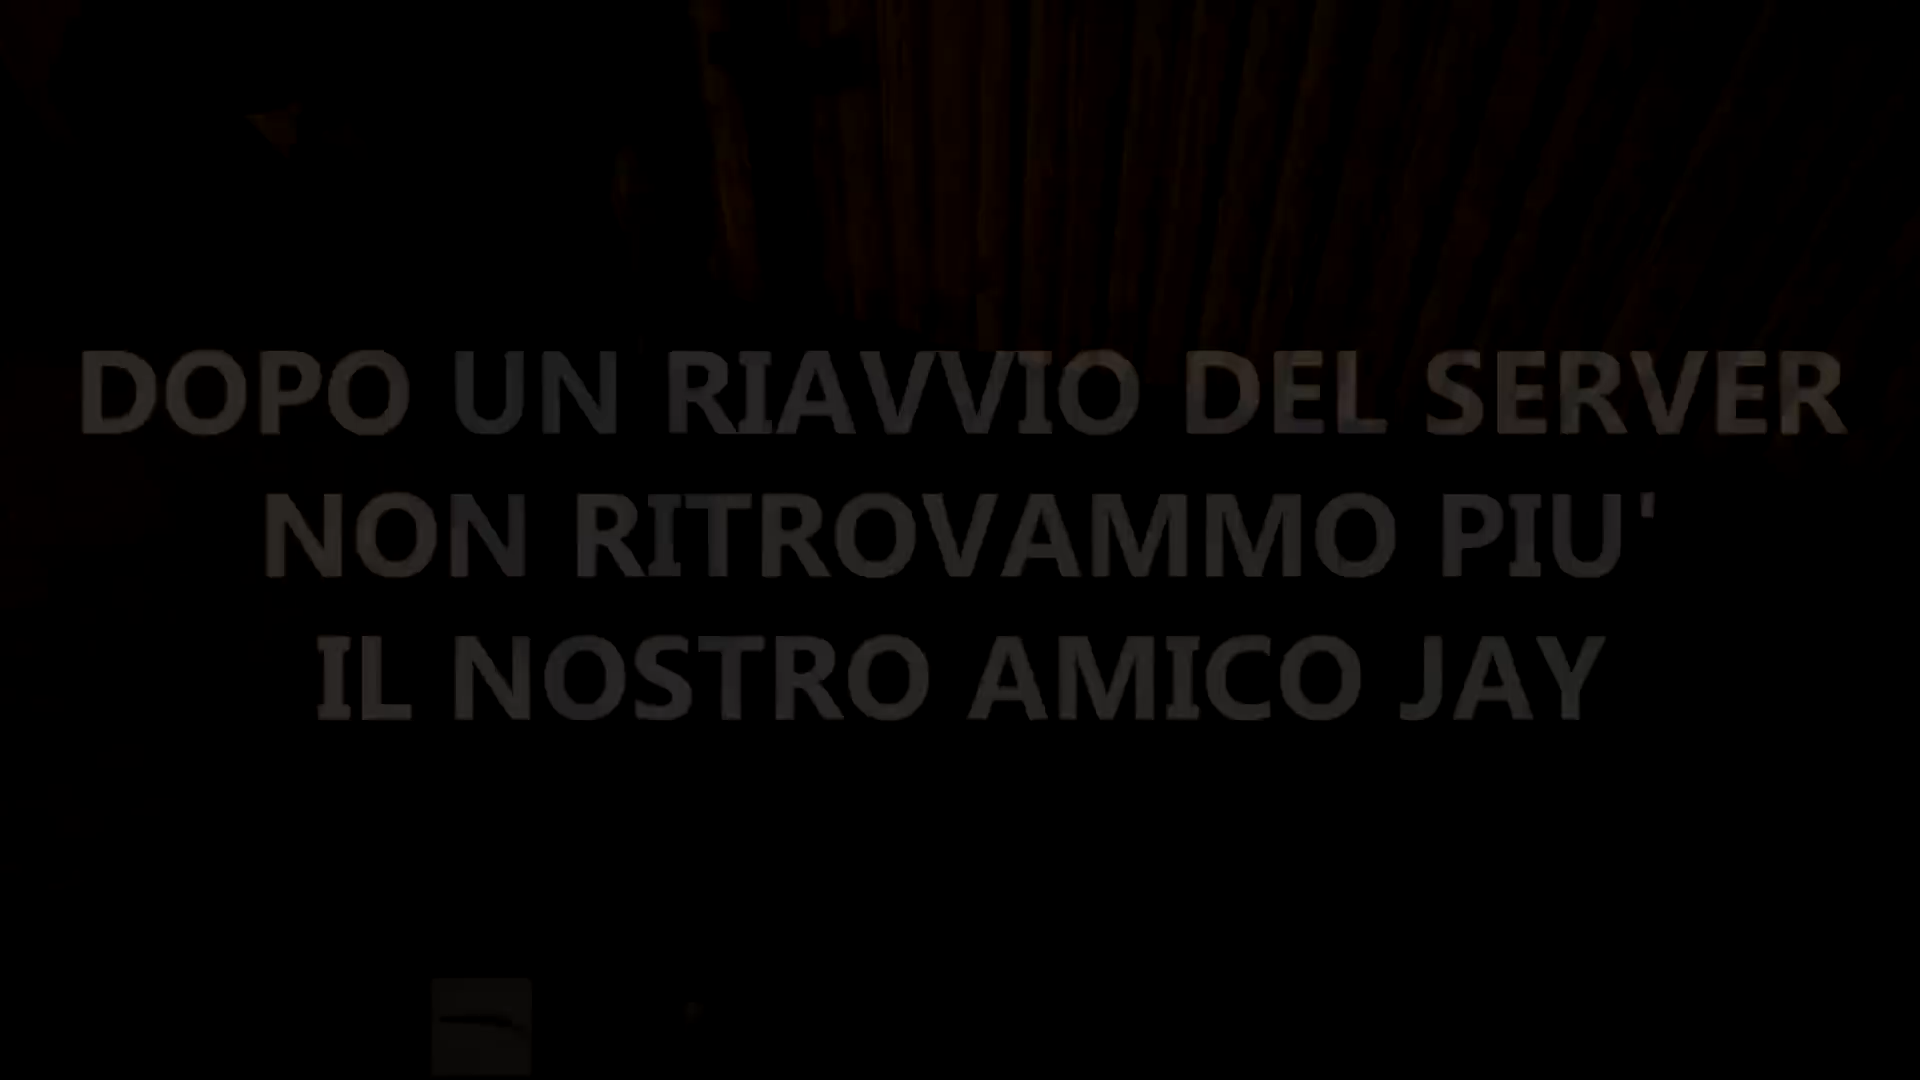 DOPO UN RIAVVIO DEL SERVER
NON RITROVAMMO PIU'
IL NOSTRO AMICO JAY